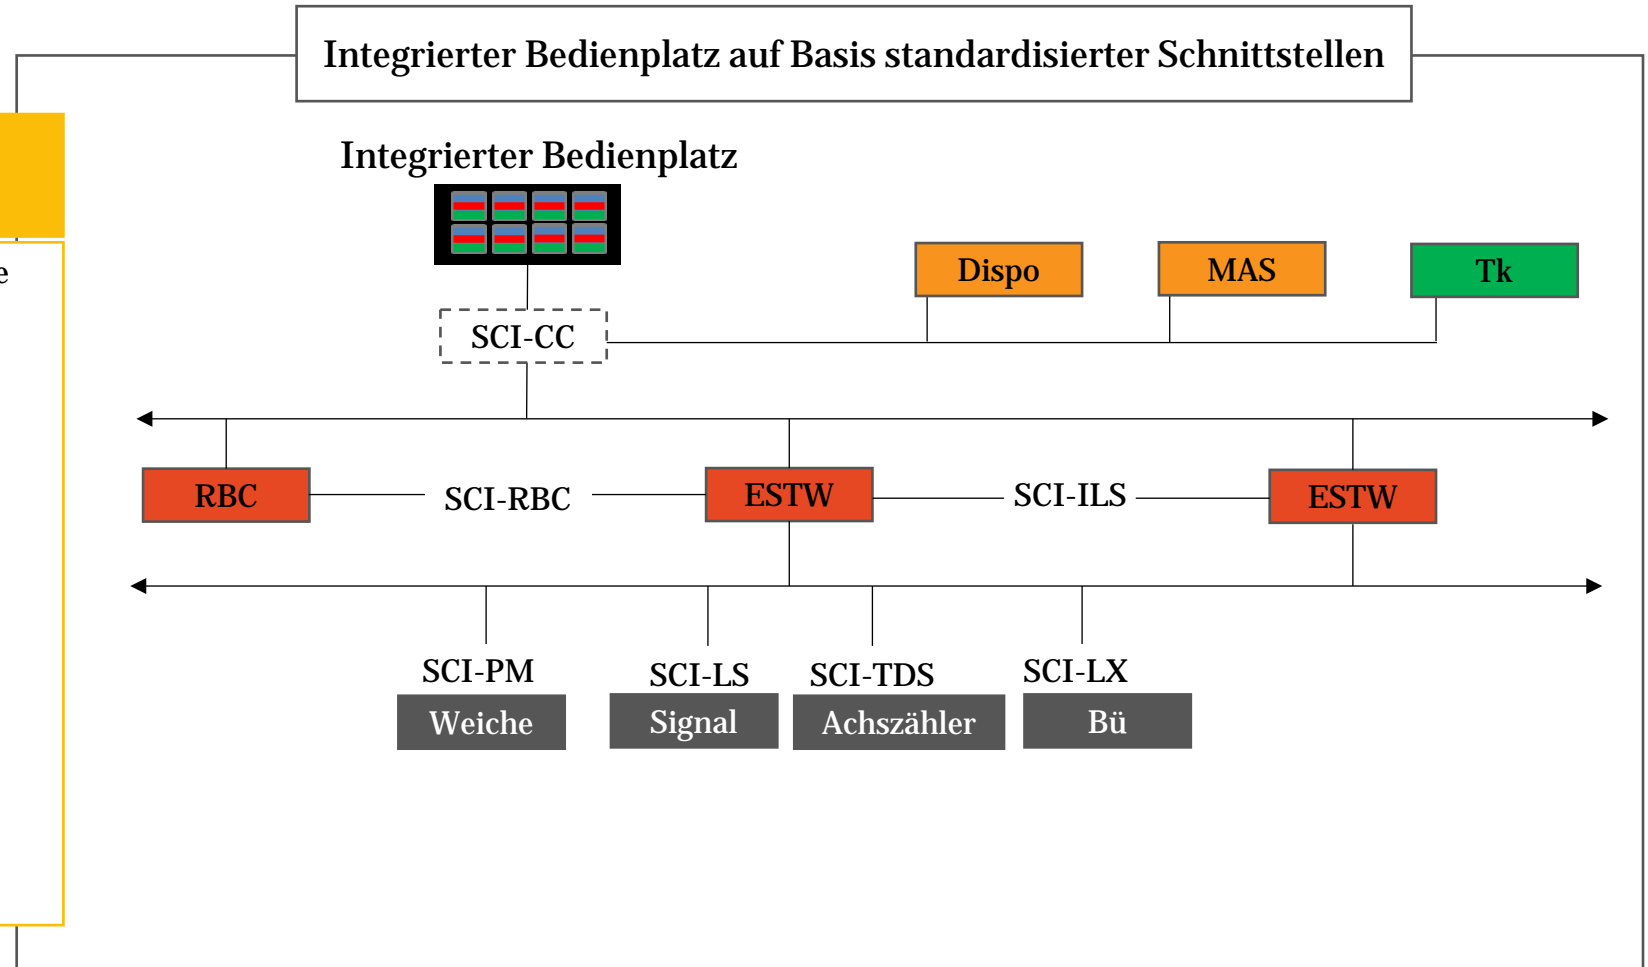 Integrierter Bedienplatz auf Basis standardisierter Schnittstellen
Integrierter Bedienplatz
e
Dispo
MAS
Tk
SCI-CC
RBC
SCI-RBC
ESTW
SCI-ILS
ESTW
SCI-PM
SCI-LS
SCI-TDS
SCI-LX
Weiche
Signal
Achszähler
Bü